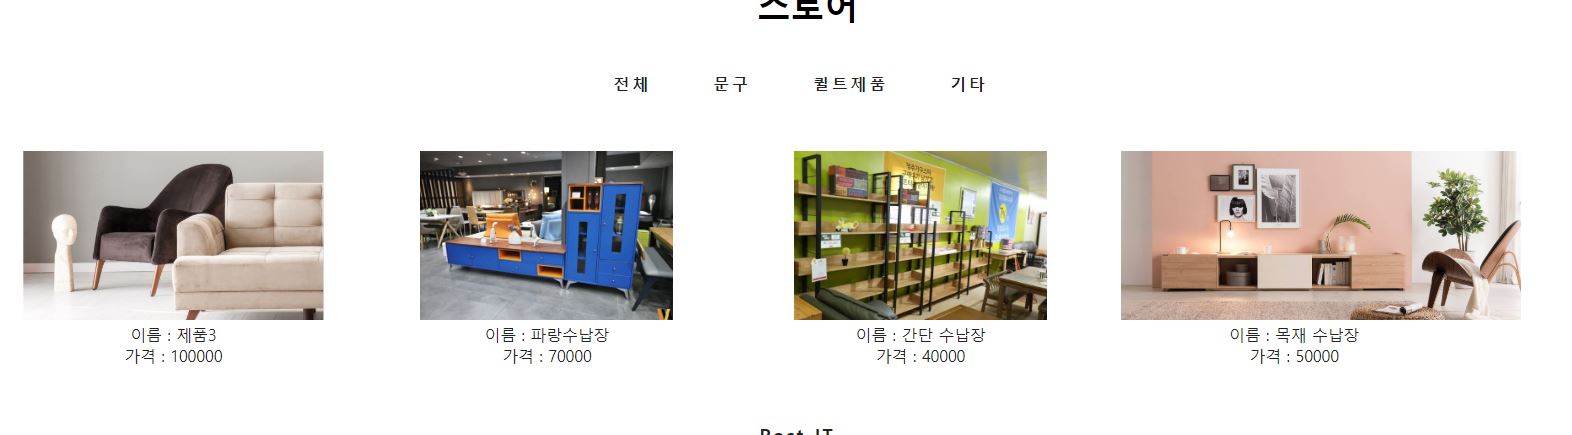 스토어
전체 문구 퀼트제품 기타
이름 : 제품3
가격 : 100000
이름 : 파랑수납장
가격 : 70000
이름 : 간단 수납장
가격 : 40000
이름 : 목재 수납장
가격 : 50000